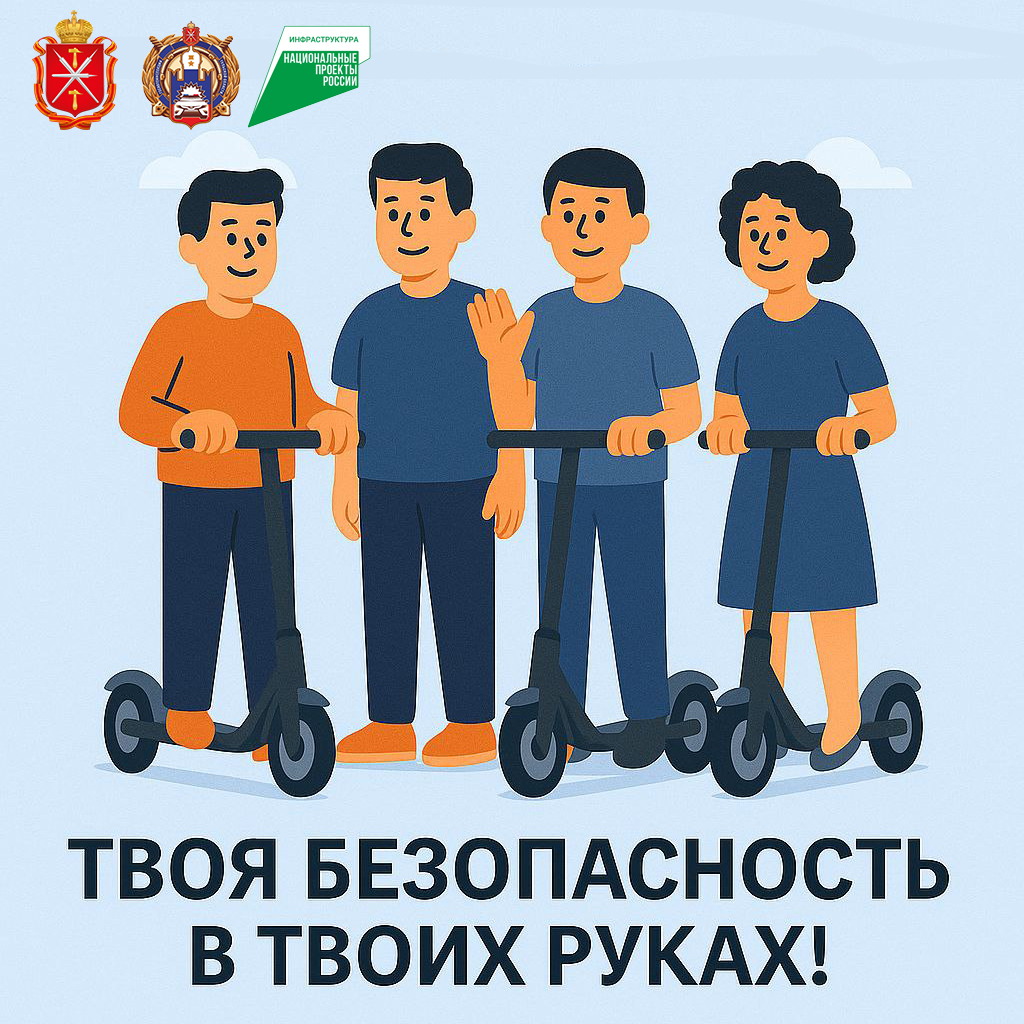 ИНФРАСТРУКТУРА
НАЦИОНАЛЬНЫЕ
ПРОЕКТЫ
РОССИИ
ТВОЯ БЕЗОПАСНОСТЬ
В ТВОИХ РУКАХ!